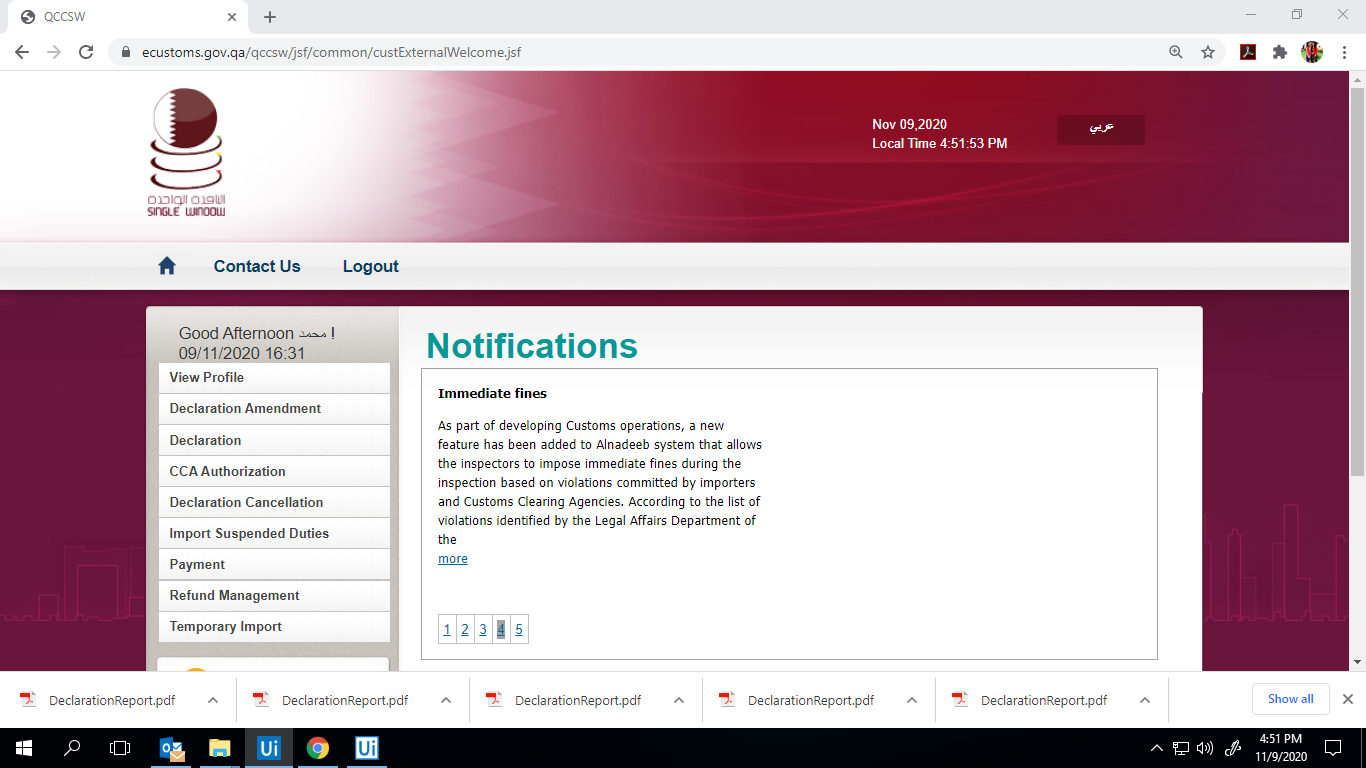 QCCSW
ecustoms.gov.qa/qccsw/jsf/common/custExternalWelcome.jsf
النافذة الواحدة
SINGLE WINDOW
Nov 09,2020
Local Time 4:51:53 PM
عربي
Contact Us
Logout
Good Afternoon محمد !
09/11/2020 16:31
View Profile
Declaration Amendment
Declaration
CCA Authorization
Declaration Cancellation
Import Suspended Duties
Payment
Refund Management
Temporary Import
Notifications
Immediate fines
As part of developing Customs operations, a new
feature has been added to Alnadeeb system that allows
the inspectors to impose immediate fines during the
inspection based on violations committed by importers
and Customs Clearing Agencies. According to the list of
violations identified by the Legal Affairs Department of
the
more
1 2 3 4 5
DeclarationReport.pdf
DeclarationReport.pdf
DeclarationReport.pdf
DeclarationReport.pdf
DeclarationReport.pdf
Show all
Ui
Ui
4:51 PM
11/9/2020